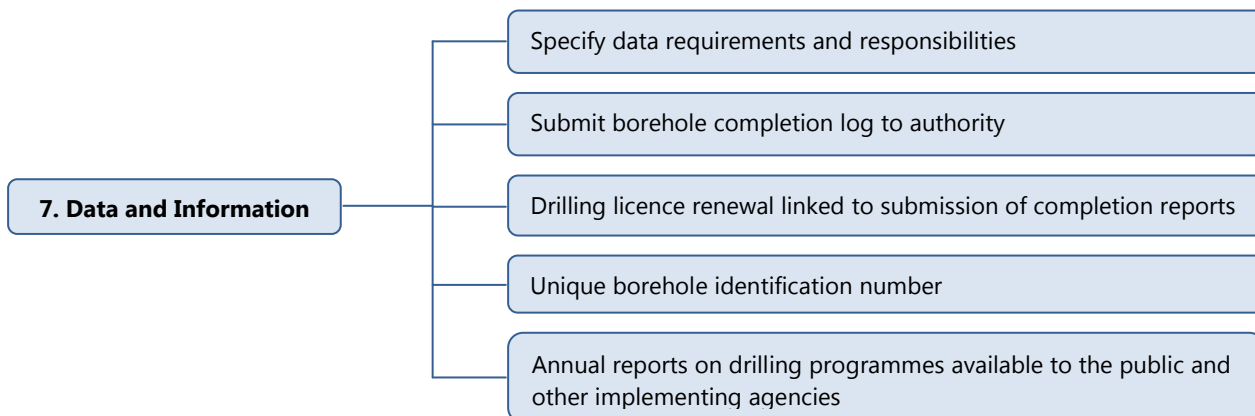 Specify data requirements and responsibilities
Submit borehole completion log to authority
7. Data and Information
Drilling licence renewal linked to submission of completion reports
Unique borehole identification number
Annual reports on drilling programmes available to the public and
other implementing agencies